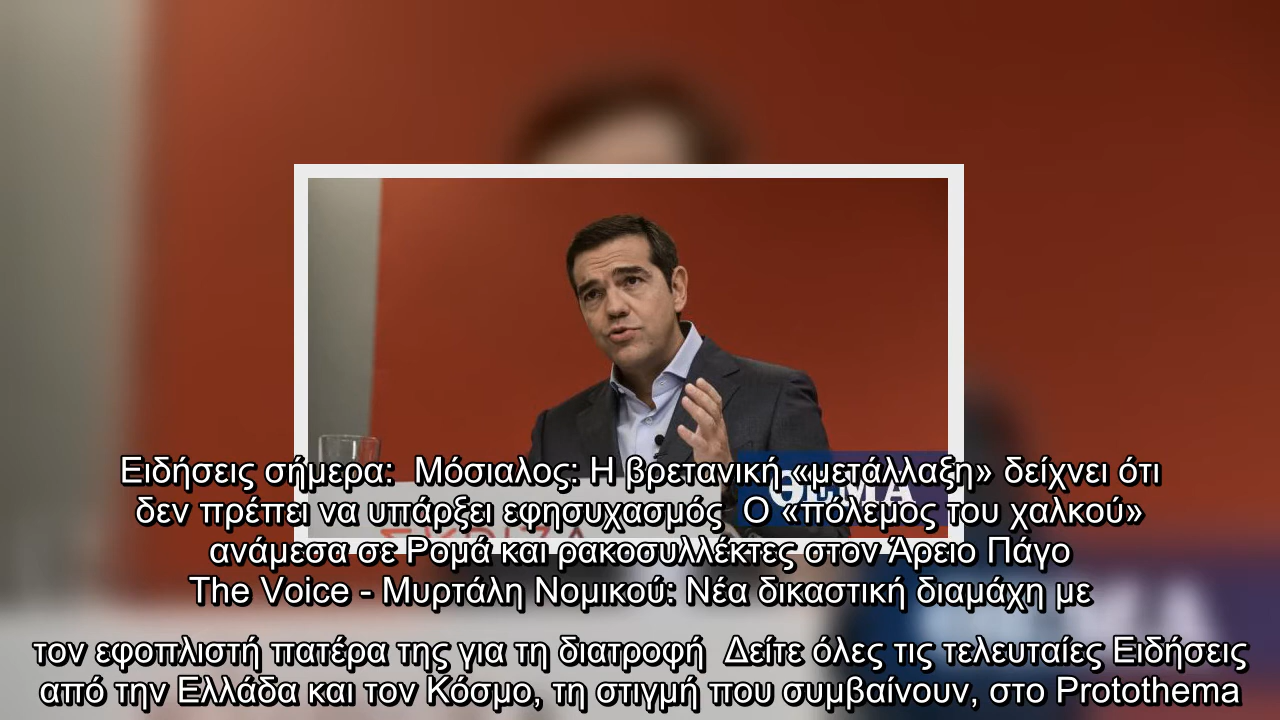 ΘΕΜΑ
Ειδήσεις σήμερα: Μόσιαλος: Η βρετανική «μετάλλαξη» δείχνει ότι
δεν πρέπει να υπάρξει εφησυχασμός Ο «πόλεμος του χαλκού»
ανάμεσα σε Ρομά και ρακοσυλλέκτες στον Άρειο Πάγο
The Voice - Μυρτάλη Νομικού: Νέα δικαστική διαμάχη με
τον εφοπλιστή πατέρα της για τη διατροφή Δείτε όλες τις τελευταίες Ειδήσεις
από την Ελλάδα και τον Κόσμο, τη στιγμή που συμβαίνουν, στο Protothema